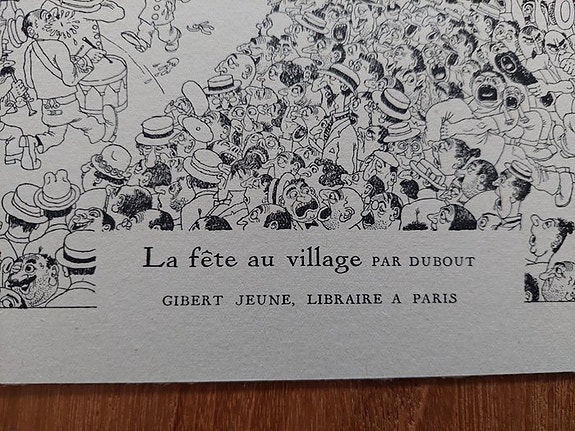 La fête au village PAR DUBOUT
GIBERT JEUNE, LIBRAIRE A PARIS